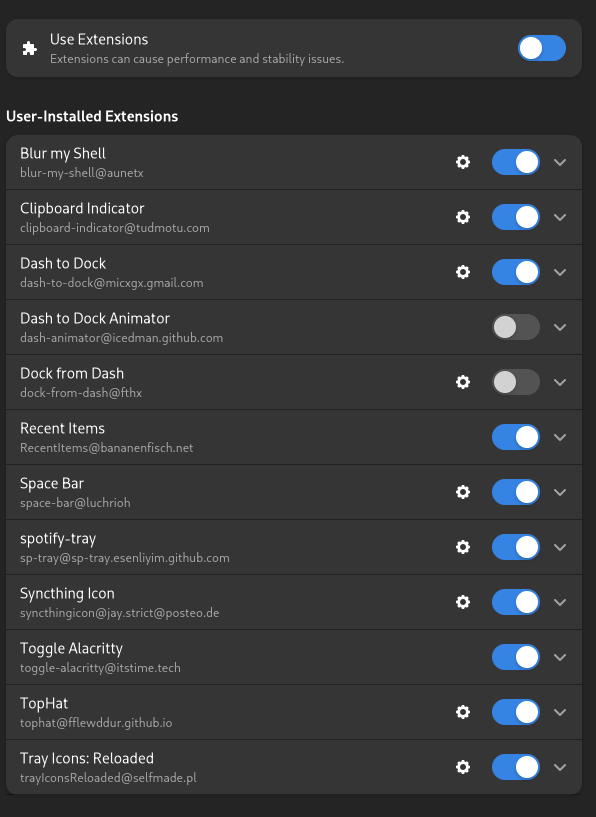 Use Extensions
Extensions can cause performance and stability issues.
User-Installed Extensions
Blur my Shell
blur-my-shell@aunetx
Clipboard Indicator
clipboard-indicator@tudmotu.com
Dash to Dock
dash-to-dock@micxgx.gmail.com
Dash to Dock Animator
dash-animator@icedman.github.com
Dock from Dash
dock-from-dash@fthx
Recent Items
RecentItems@bananenfisch.net
Space Bar
space-bar@luchrioh
spotify-tray
sp-tray@sp-tray.esenliyim.github.com
Syncthing Icon
syncthingicon@jay.strict@posteo.de
Toggle Alacritty
toggle-alacritty@itstime.tech
TopHat
tophat@fflewddur.github.io
Tray Icons: Reloaded
trayIconsReloaded@selfmade.pl